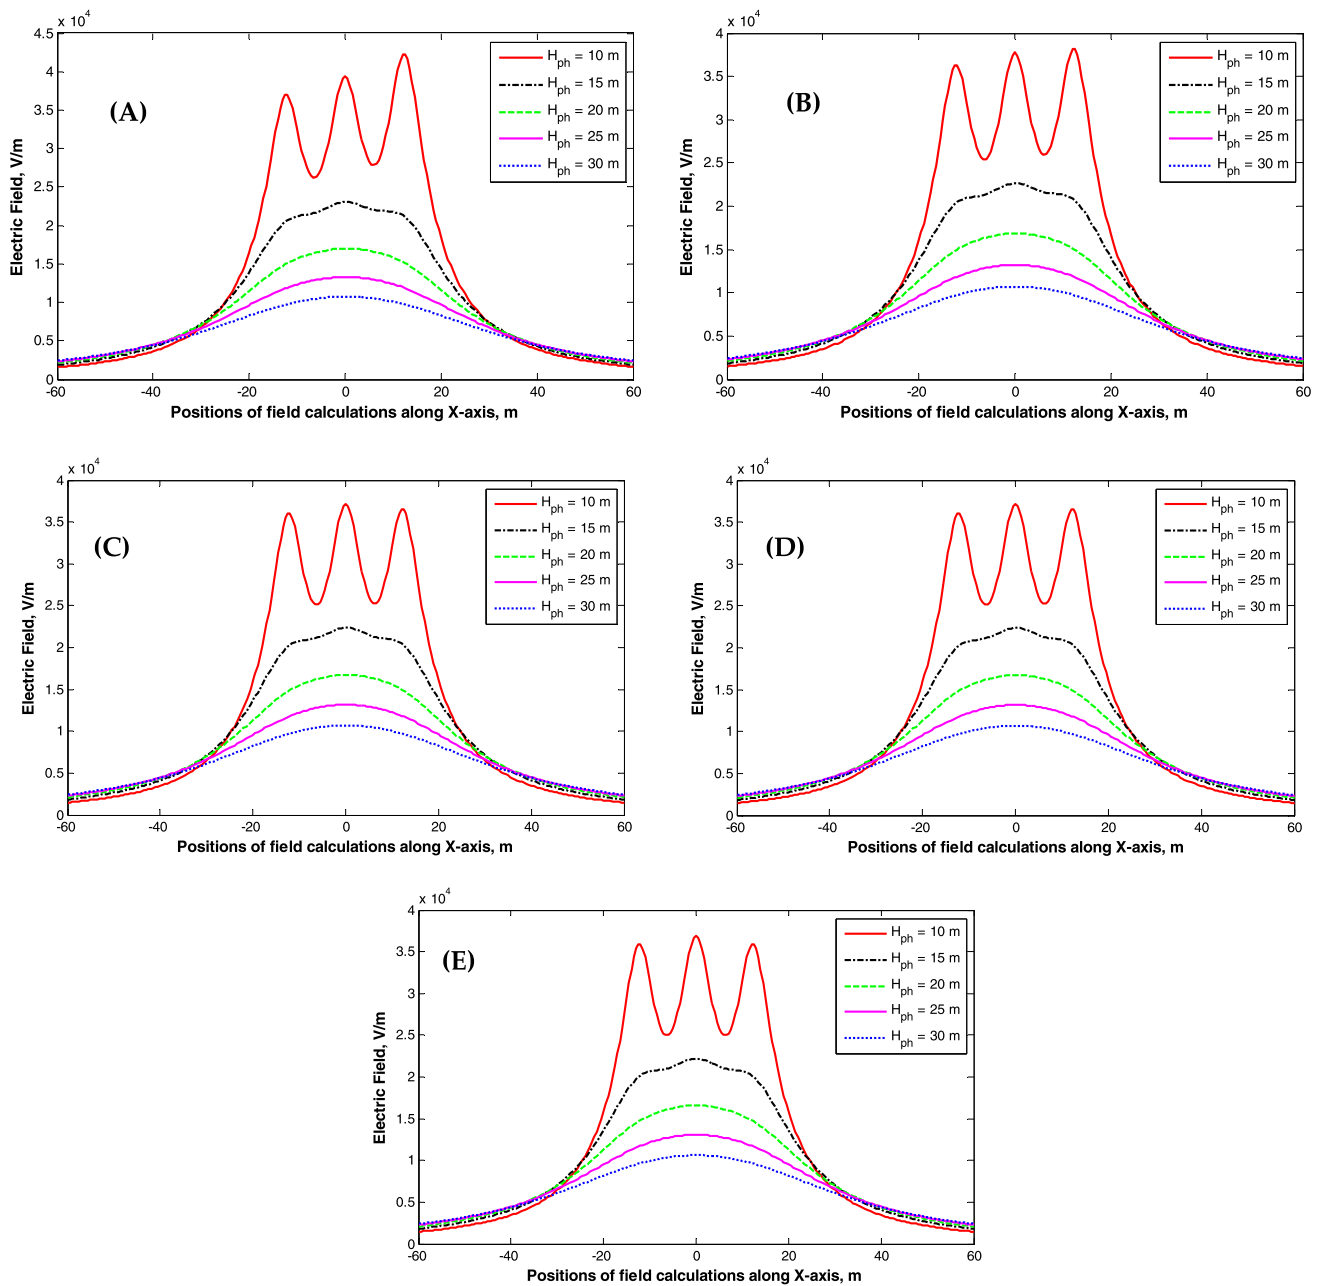 x 10^4
4.5
4
3.5
3
2.5
2
1.5
1
0.5
0
Electric Field, V/m
(A)
H_ph = 10 m
H_ph = 15 m
H_ph = 20 m
H_ph = 25 m
H_ph = 30 m
-60 -40 -20 0 20 40 60
Positions of field calculations along X-axis, m
x 10^4
4
3.5
3
2.5
2
1.5
1
0.5
0
Electric Field, V/m
(B)
H_ph = 10 m
H_ph = 15 m
H_ph = 20 m
H_ph = 25 m
H_ph = 30 m
-60 -40 -20 0 20 40 60
Positions of field calculations along X-axis, m
x 10^4
4
3.5
3
2.5
2
1.5
1
0.5
0
Electric Field, V/m
(C)
H_ph = 10 m
H_ph = 15 m
H_ph = 20 m
H_ph = 25 m
H_ph = 30 m
-60 -40 -20 0 20 40 60
Positions of field calculations along X-axis, m
x 10^4
4
3.5
3
2.5
2
1.5
1
0.5
0
Electric Field, V/m
(D)
H_ph = 10 m
H_ph = 15 m
H_ph = 20 m
H_ph = 25 m
H_ph = 30 m
-60 -40 -20 0 20 40 60
Positions of field calculations along X-axis, m
x 10^4
4
3.5
3
2.5
2
1.5
1
0.5
0
Electric Field, V/m
(E)
H_ph = 10 m
H_ph = 15 m
H_ph = 20 m
H_ph = 25 m
H_ph = 30 m
-60 -40 -20 0 20 40 60
Positions of field calculations along X-axis, m